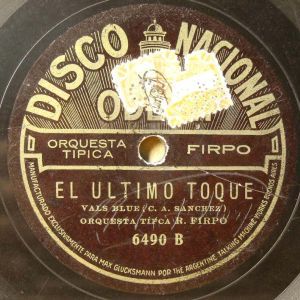 DISCO NACIONAL
ORQUESTA
TIPICA
FIRPO
EL ULTIMO TOQUE
VALS BLUE (C. A. SANCHEZ)
ORQUESTA TIPICA R. FIRPO
6490 B
MANUFACTURADO EXCLUSIVAMENTE PARA MAX GLUCKSMANN POR THE ARGENTINE TALKING MACHINE WORKS BUENOS AIRES